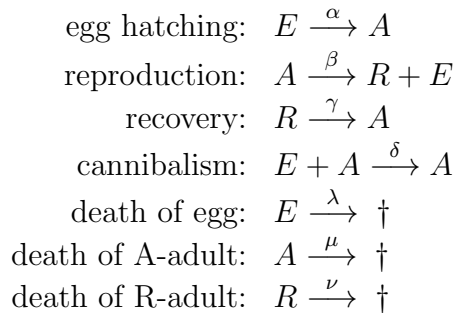 egg hatching: E α→ A
reproduction: A β→ R + E
recovery: R γ→ A
cannibalism: E + A δ→ A
death of egg: E λ→ †
death of A-adult: A μ→ †
death of R-adult: R ν→ †